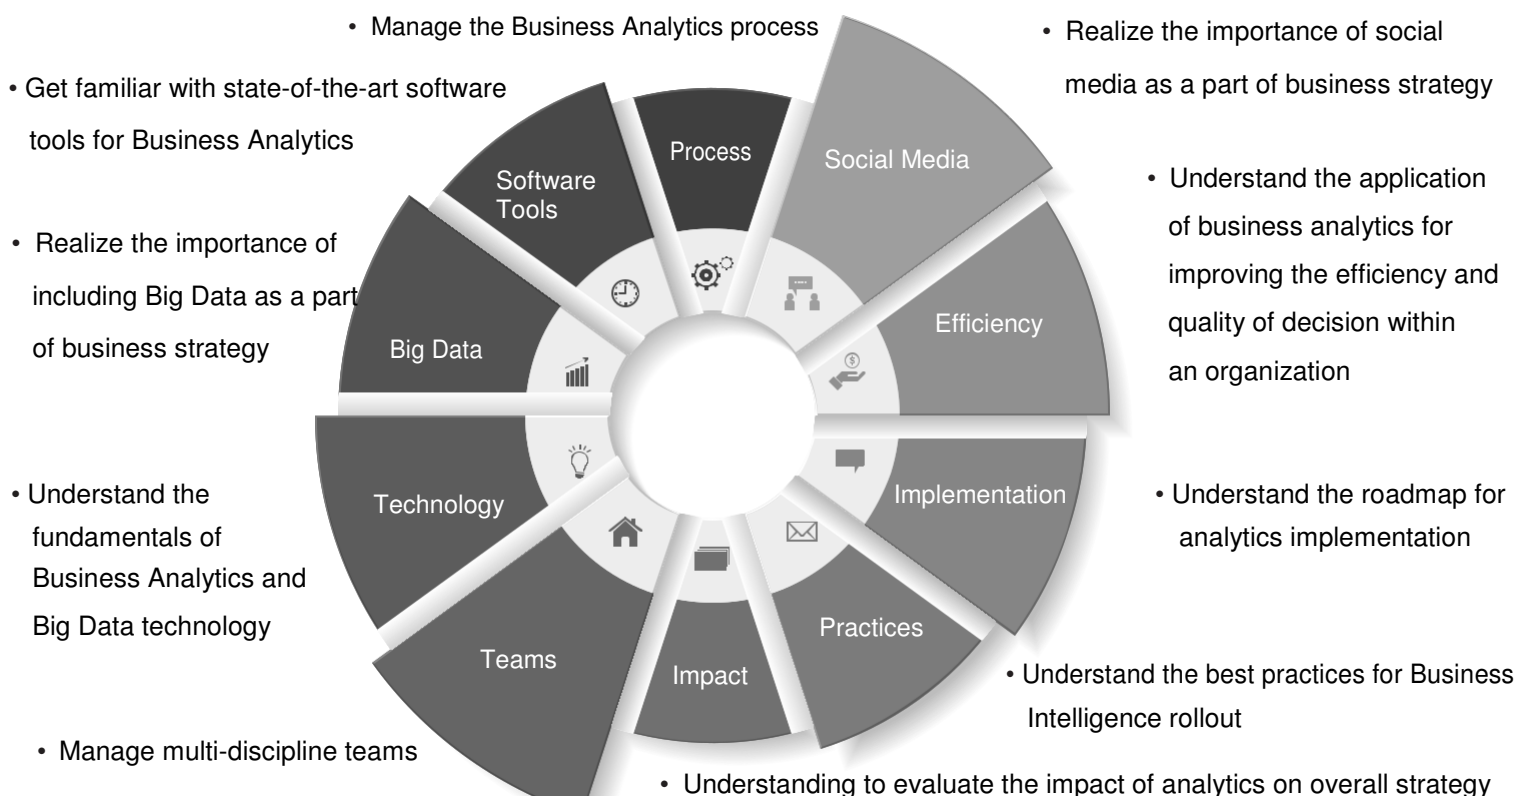 • Manage the Business Analytics process
• Realize the importance of social
media as a part of business strategy
• Get familiar with state-of-the-art software
tools for Business Analytics
Process
Social Media
Software
Tools
• Understand the application
of business analytics for
improving the efficiency and
quality of decision within
an organization
• Realize the importance of
including Big Data as a part
of business strategy
Efficiency
Big Data
Technology
Implementation
• Understand the
fundamentals of
Business Analytics and
Big Data technology
• Understand the roadmap for
analytics implementation
Practices
Teams
Impact
• Understand the best practices for Business
Intelligence rollout
• Manage multi-discipline teams
• Understanding to evaluate the impact of analytics on overall strategy